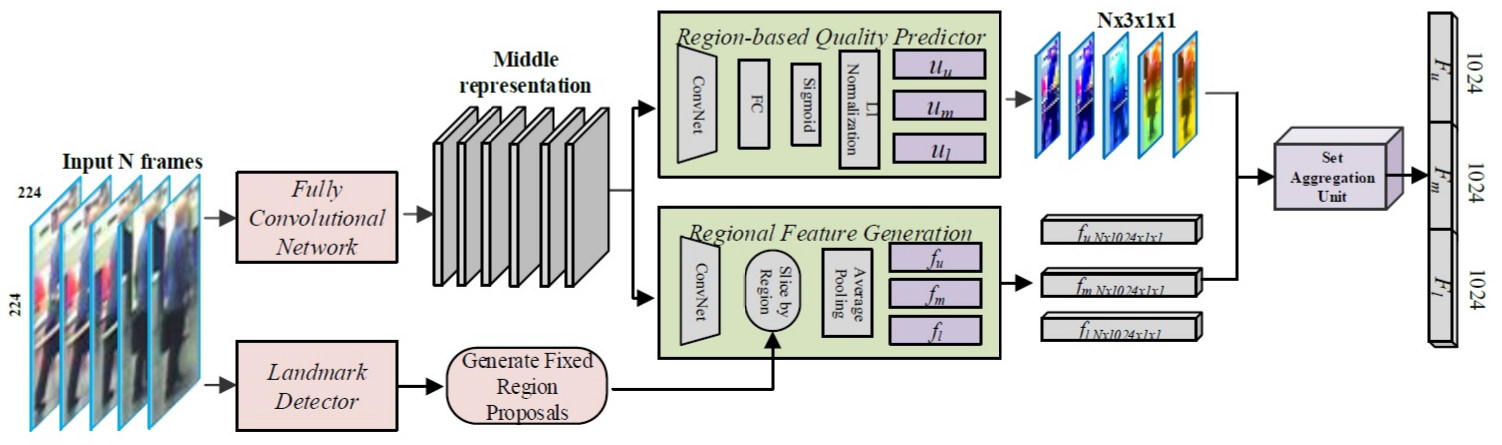 Input N frames
224
224
Fully
Convolutional
Network
Landmark
Detector
Middle
representation
Generate Fixed
Region
Proposals
Region-based Quality Predictor
ConvNet
FC
Sigmoid
L1
Normalization
u_u
u_m
u_l
Regional Feature Generation
ConvNet
Slice by
Region
Average
Pooling
f_u
f_m
f_l
Nx3x1x1
f_u Nx1024x1x1
f_m Nx1024x1x1
f_l Nx1024x1x1
Set
Aggregation
Unit
F_u
F_m
F_l
1024
1024
1024